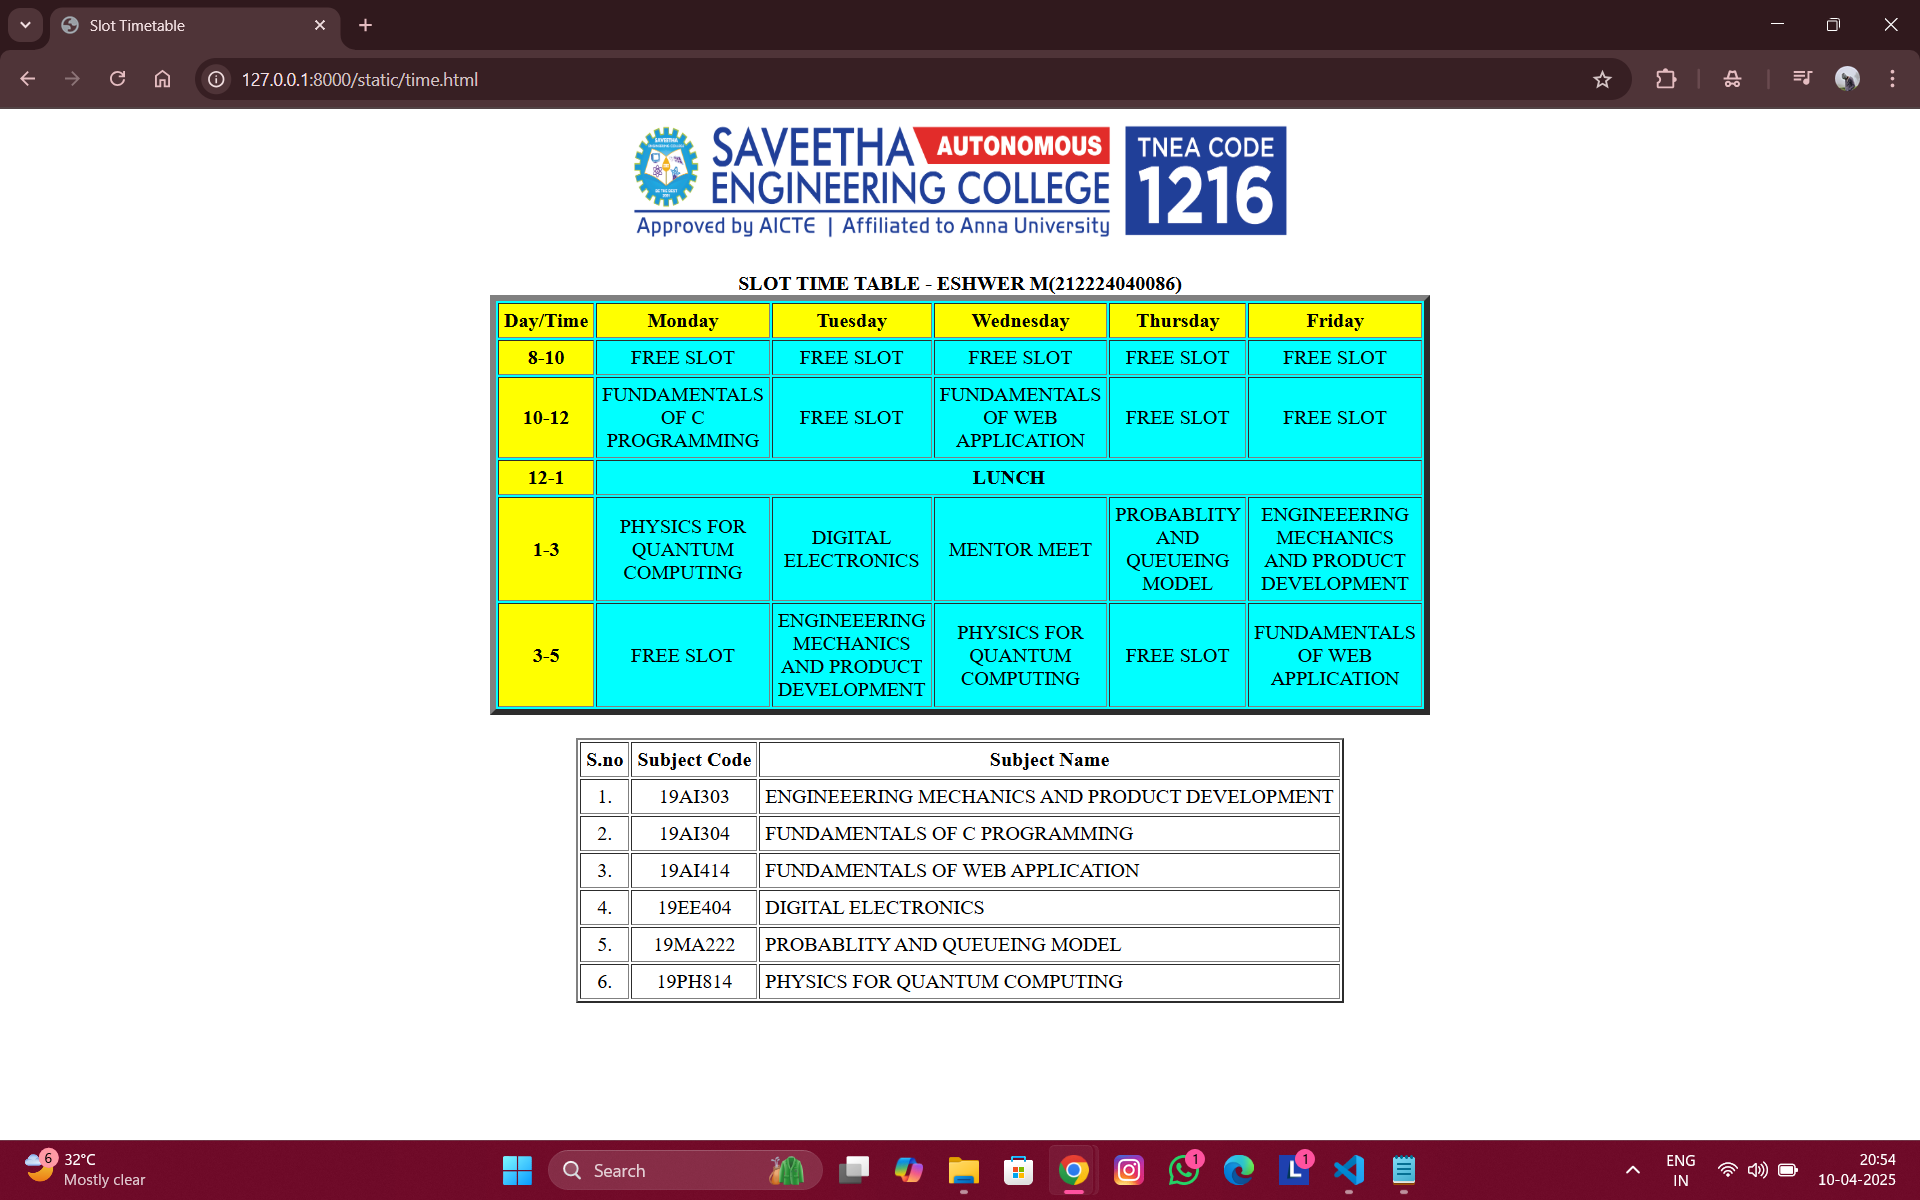 Slot Timetable
127.0.0.1:8000/static/time.html
SAVEETHA AUTONOMOUS
ENGINEERING COLLEGE
Approved by AICTE | Affiliated to Anna University
TNEA CODE
1216
SLOT TIME TABLE - ESHWER M(212224040086)
Day/Time Monday Tuesday Wednesday Thursday Friday
8-10 FREE SLOT FREE SLOT FREE SLOT FREE SLOT FREE SLOT
10-12
FUNDAMENTALS
OF C
PROGRAMMING
FREE SLOT
FUNDAMENTALS
OF WEB
APPLICATION
FREE SLOT
FREE SLOT
12-1 LUNCH
1-3
PHYSICS FOR
QUANTUM
COMPUTING
DIGITAL
ELECTRONICS
MENTOR MEET
PROBABLITY
AND
QUEUEING
MODEL
ENGINEEERING
MECHANICS
AND PRODUCT
DEVELOPMENT
3-5
FREE SLOT
ENGINEEERING
MECHANICS
AND PRODUCT
DEVELOPMENT
PHYSICS FOR
QUANTUM
COMPUTING
FREE SLOT
FUNDAMENTALS
OF WEB
APPLICATION
S.no Subject Code Subject Name
1. 19AI303 ENGINEEERING MECHANICS AND PRODUCT DEVELOPMENT
2. 19AI304 FUNDAMENTALS OF C PROGRAMMING
3. 19AI414 FUNDAMENTALS OF WEB APPLICATION
4. 19EE404 DIGITAL ELECTRONICS
5. 19MA222 PROBABLITY AND QUEUEING MODEL
6. 19PH814 PHYSICS FOR QUANTUM COMPUTING
6
32°C
Mostly clear
Search
1
L
1
ENG
IN
20:54
10-04-2025